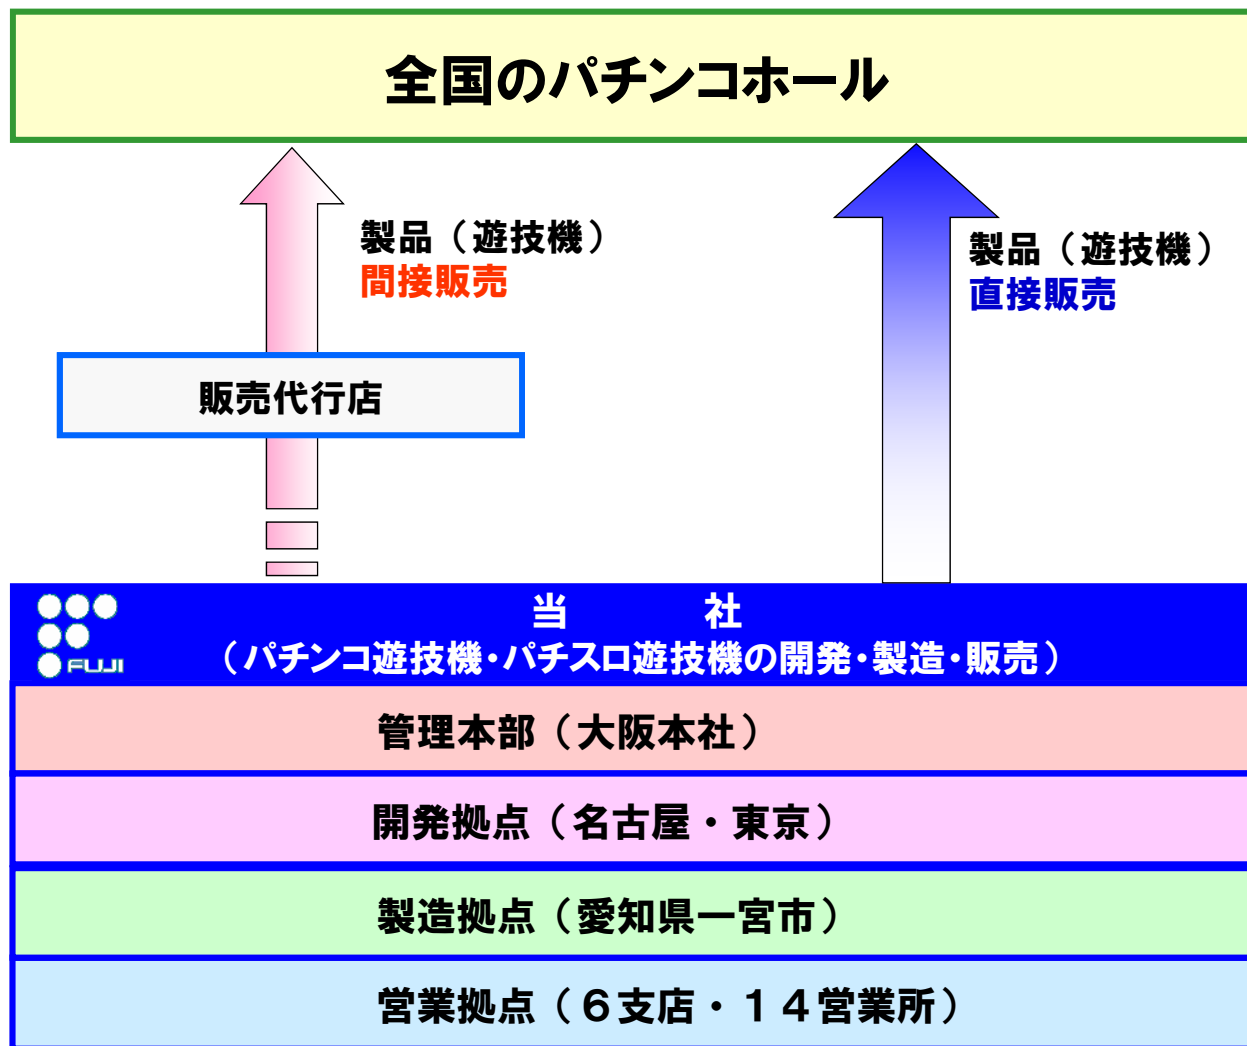 全国のパチンコホール
製品（遊技機）
間接販売
製品（遊技機）
直接販売
販売代行店
当　社
（パチンコ遊技機・パチスロ遊技機の開発・製造・販売）
FUJI
管理本部（大阪本社）
開発拠点（名古屋・東京）
製造拠点（愛知県一宮市）
営業拠点（６支店・１４営業所）